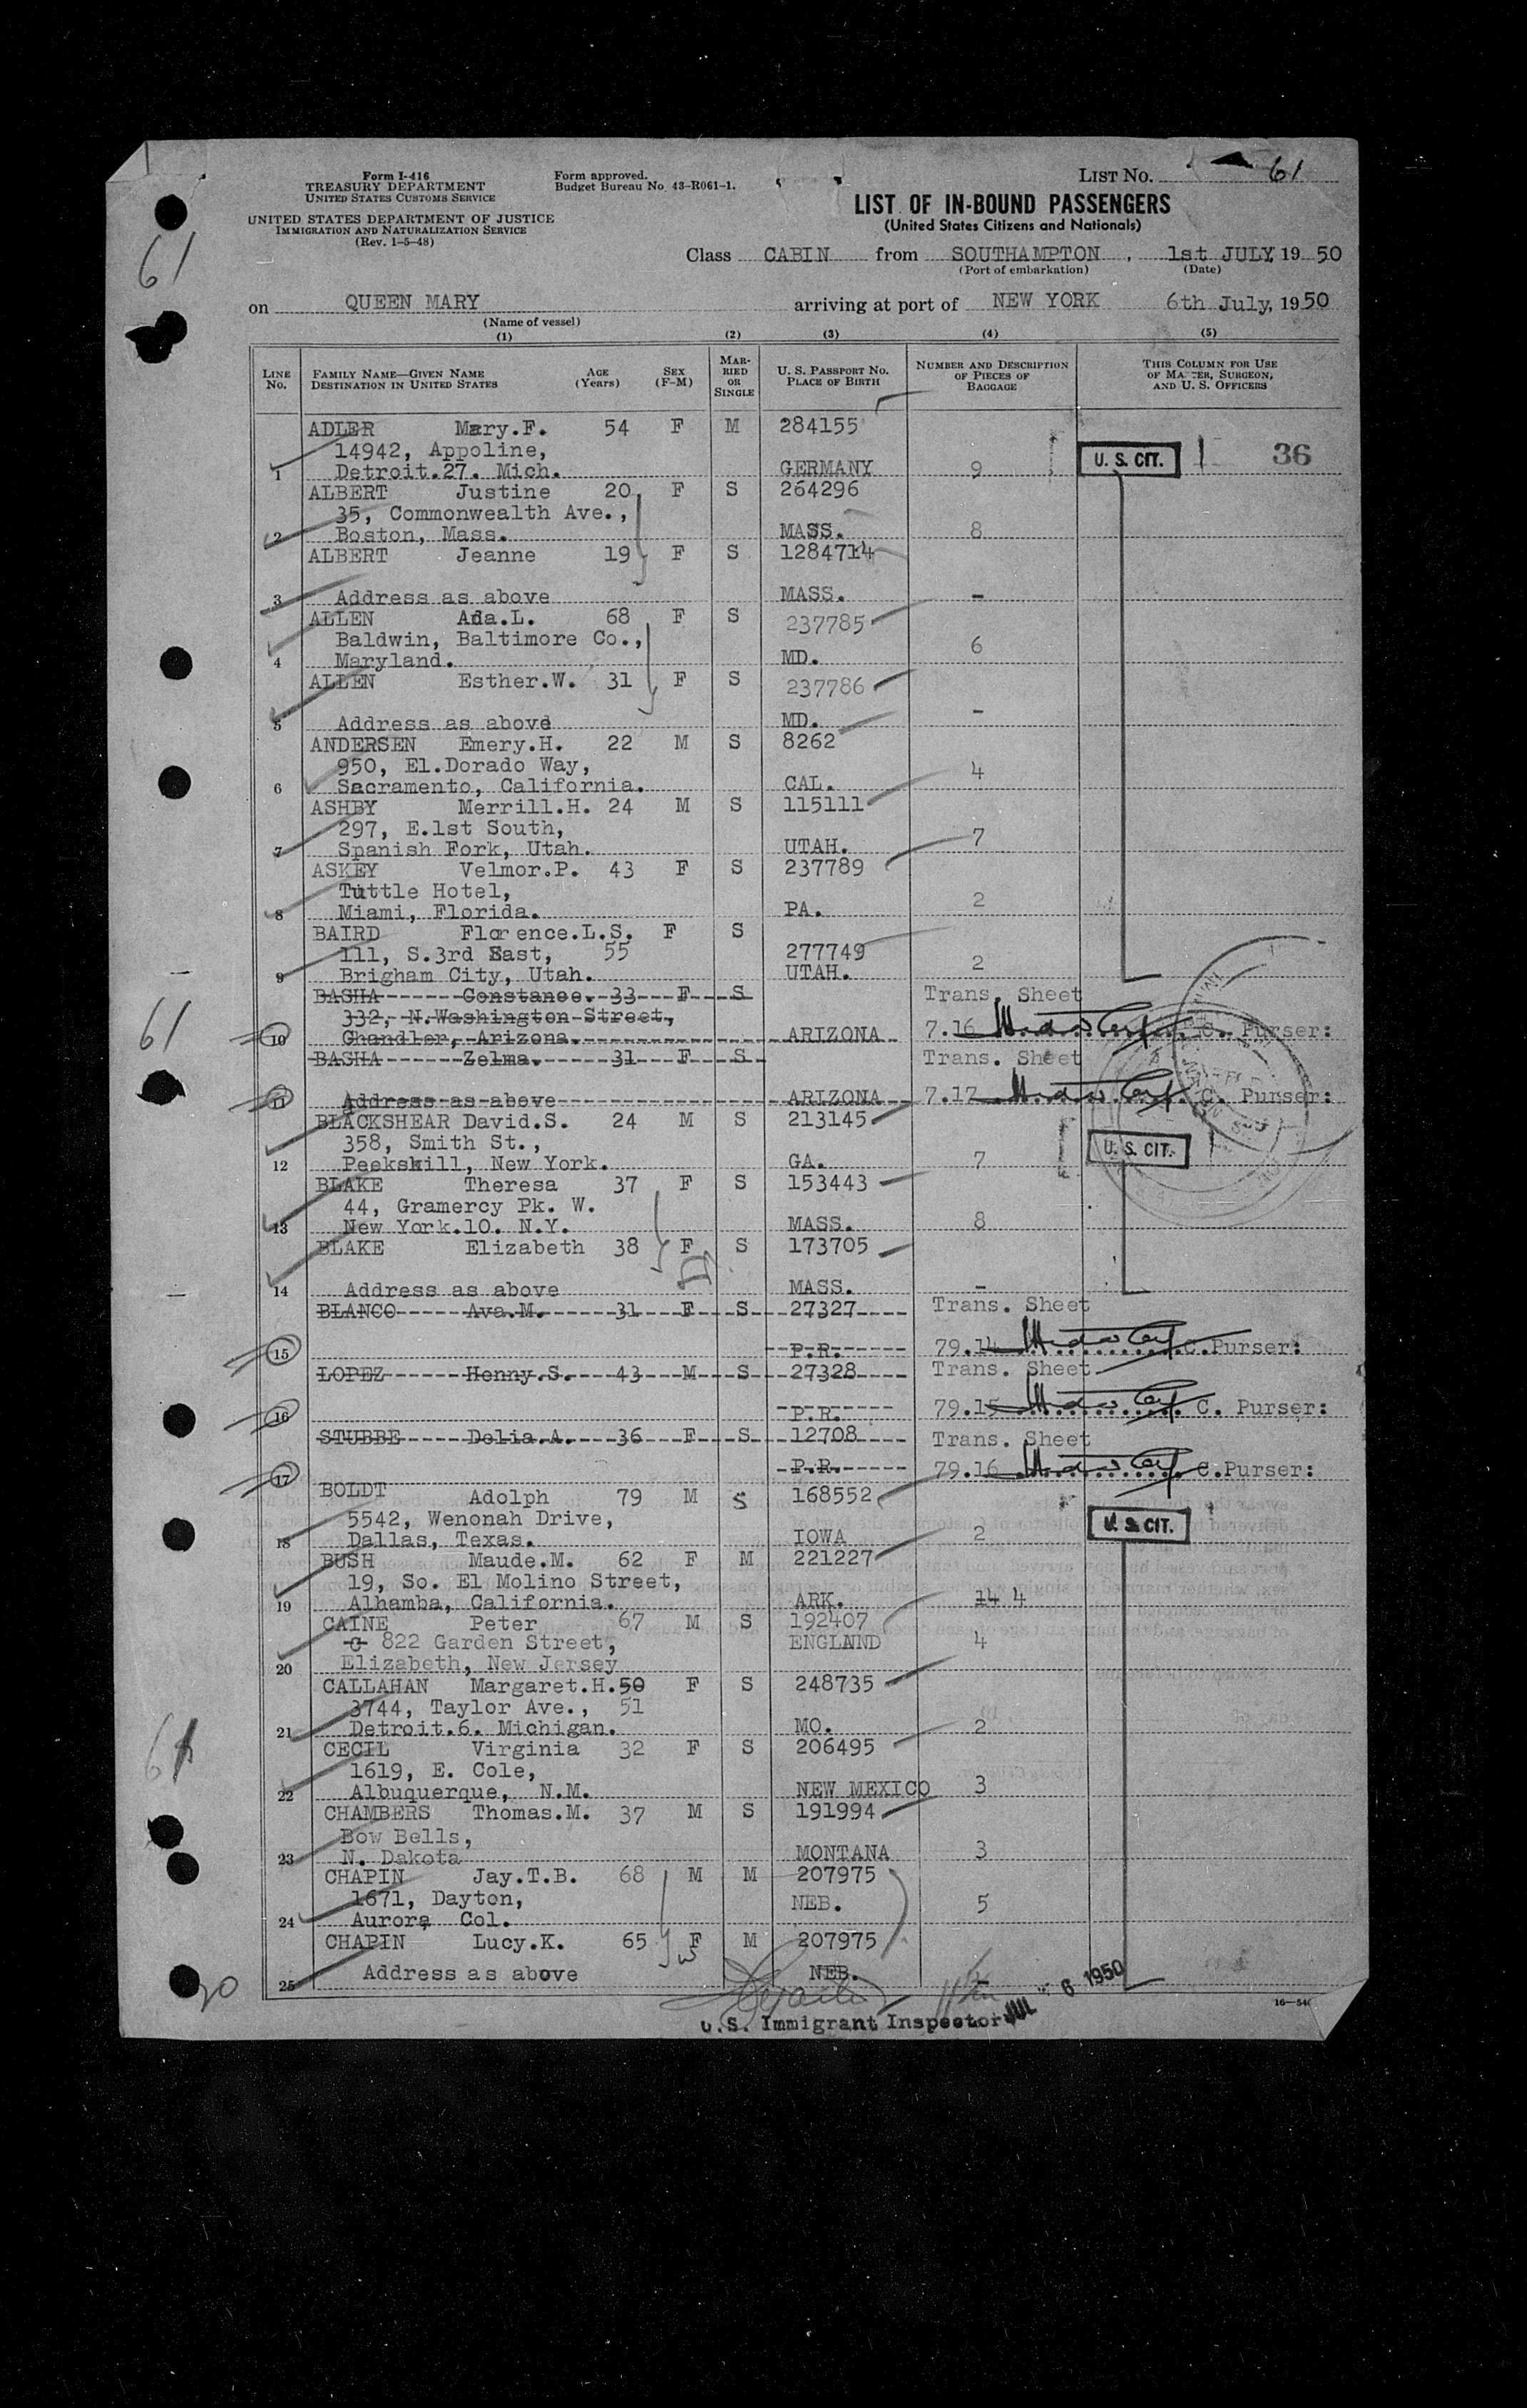 Form I-416
TREASURY DEPARTMENT
UNITED STATES CUSTOMS SERVICE
UNITED STATES DEPARTMENT OF JUSTICE
IMMIGRATION AND NATURALIZATION SERVICE
(Rev. 1-5-48)
Form approved.
Budget Bureau No. 43-R061-1.
LIST No. 61
LIST OF IN-BOUND PASSENGERS
(United States Citizens and Nationals)
61
Class CABIN from SOUTHAMPTON, 1st JULY, 19 50
(Port of embarkation) (Date)
on QUEEN MARY arriving at port of NEW YORK 6th July, 1950
(Name of vessel)
(1) (2) (3) (4) (5)
LINE No. FAMILY NAME—GIVEN NAME DESTINATION IN UNITED STATES AGE (Years) SEX (F-M) MARRIED OR SINGLE U. S. PASSPORT No. PLACE OF BIRTH NUMBER AND DESCRIPTION OF PIECES OF BAGGAGE THIS COLUMN FOR USE OF MASTER, SURGEON, AND U. S. OFFICERS
ADLER Mary.F. 54 F M 284155
14942, Appoline,
1 Detroit.27. Mich. GERMANY 9 U. S. CIT. 36
ALBERT Justine 20 F S 264296
35, Commonwealth Ave.,
2 Boston, Mass. MASS. 8
ALBERT Jeanne 19 F S 1284714
3 Address as above MASS. -
ALLEN Ada.L. 68 F S 237785
Baldwin, Baltimore Co.,
4 Maryland. MD. 6
ALLEN Esther.W. 31 F S 237786
5 Address as above MD. -
ANDERSEN Emery.H. 22 M S 8262
950, El.Dorado Way,
6 Sacramento, California. CAL. 4
ASHBY Merrill.H. 24 M S 115111
297, E.1st South,
7 Spanish Fork, Utah. UTAH. 7
ASKEY Velmor.P. 43 F S 237789
Tuttle Hotel,
8 Miami, Florida. PA. 2
BAIRD Florence.L.S. F S
111, S.3rd East, 55 277749
9 Brigham City, Utah. UTAH. 2
BASHA Constance. 33 F S Trans. Sheet
61
332, N.Washington Street,
10 Chandler, Arizona. ARIZONA 7.16 C. Purser:
BASHA Zelma. 31 F S Trans. Sheet
11 Address as above ARIZONA 7.17 C. Purser:
BLACKSHEAR David.S. 24 M S 213145
358, Smith St.,
12 Peekskill, New York. GA. 7 U. S. CIT.
BLAKE Theresa 37 F S 153443
44, Gramercy Pk. W.
13 New York.10. N.Y. MASS. 8
BLAKE Elizabeth 38 F S 173705
14 Address as above MASS. -
BLANCO Ava.M. 31 F S 27327 Trans. Sheet
15 P.R. 79.14 C.Purser:
LOPEZ Henny.S. 43 M S 27328 Trans. Sheet
16 P.R. 79.15 C. Purser:
STUBBE Delia.A. 36 F S 12708 Trans. Sheet
17 P.R. 79.16 C.Purser:
BOLDT Adolph 79 M S 168552
5542, Wenonah Drive,
18 Dallas, Texas. IOWA 2 U. S. CIT.
BUSH Maude.M. 62 F M 221227
19, So. El Molino Street,
19 Alhamba, California. ARK. 14 4
CAINE Peter 67 M S 192407
C 822 Garden Street, ENGLAND 4
20 Elizabeth, New Jersey
CALLAHAN Margaret.H. 50 F S 248735
3744, Taylor Ave., 51
21 Detroit.6. Michigan. MO. 2
CECIL Virginia 32 F S 206495
61
1619, E. Cole,
22 Albuquerque, N.M. NEW MEXICO 3
CHAMBERS Thomas.M. 37 M S 191994
Bow Bells,
23 N. Dakota MONTANA 3
CHAPIN Jay.T.B. 68 M M 207975
1671, Dayton, NEB. 5
24 Aurora, Col.
CHAPIN Lucy.K. 65 F M 207975
Address as above NEB. -
25
20
U.S. Immigrant Inspector JUL 6 1950